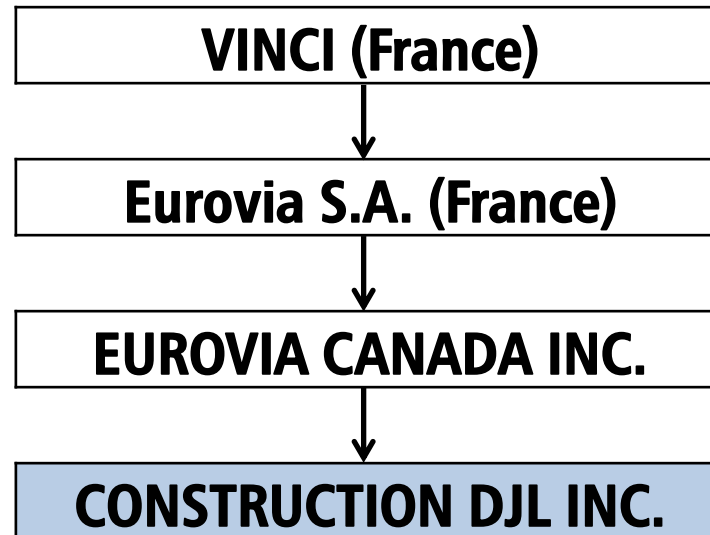 VINCI (France)
Eurovia S.A. (France)
EUROVIA CANADA INC.
CONSTRUCTION DJL INC.